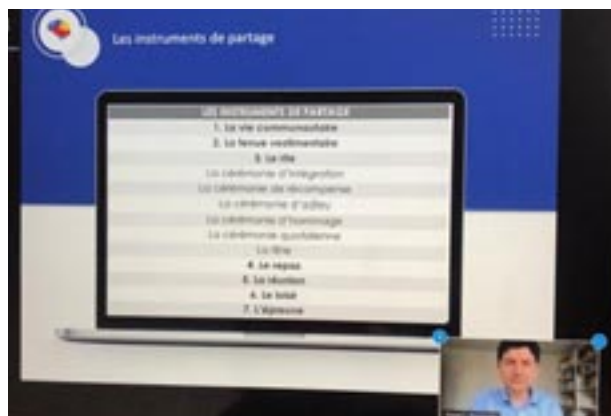 Les instruments de partage
LES INSTRUMENTS DE PARTAGE
1. La vie communautaire
2. La tenue vestimentaire
3. Le rite
La cérémonie d'intégration
La cérémonie de récompense
La cérémonie d'adieu
La cérémonie d'hommage
La cérémonie quotidienne
La fête
4. Le repas
5. La réunion
6. Le loisir
7. L'épreuve